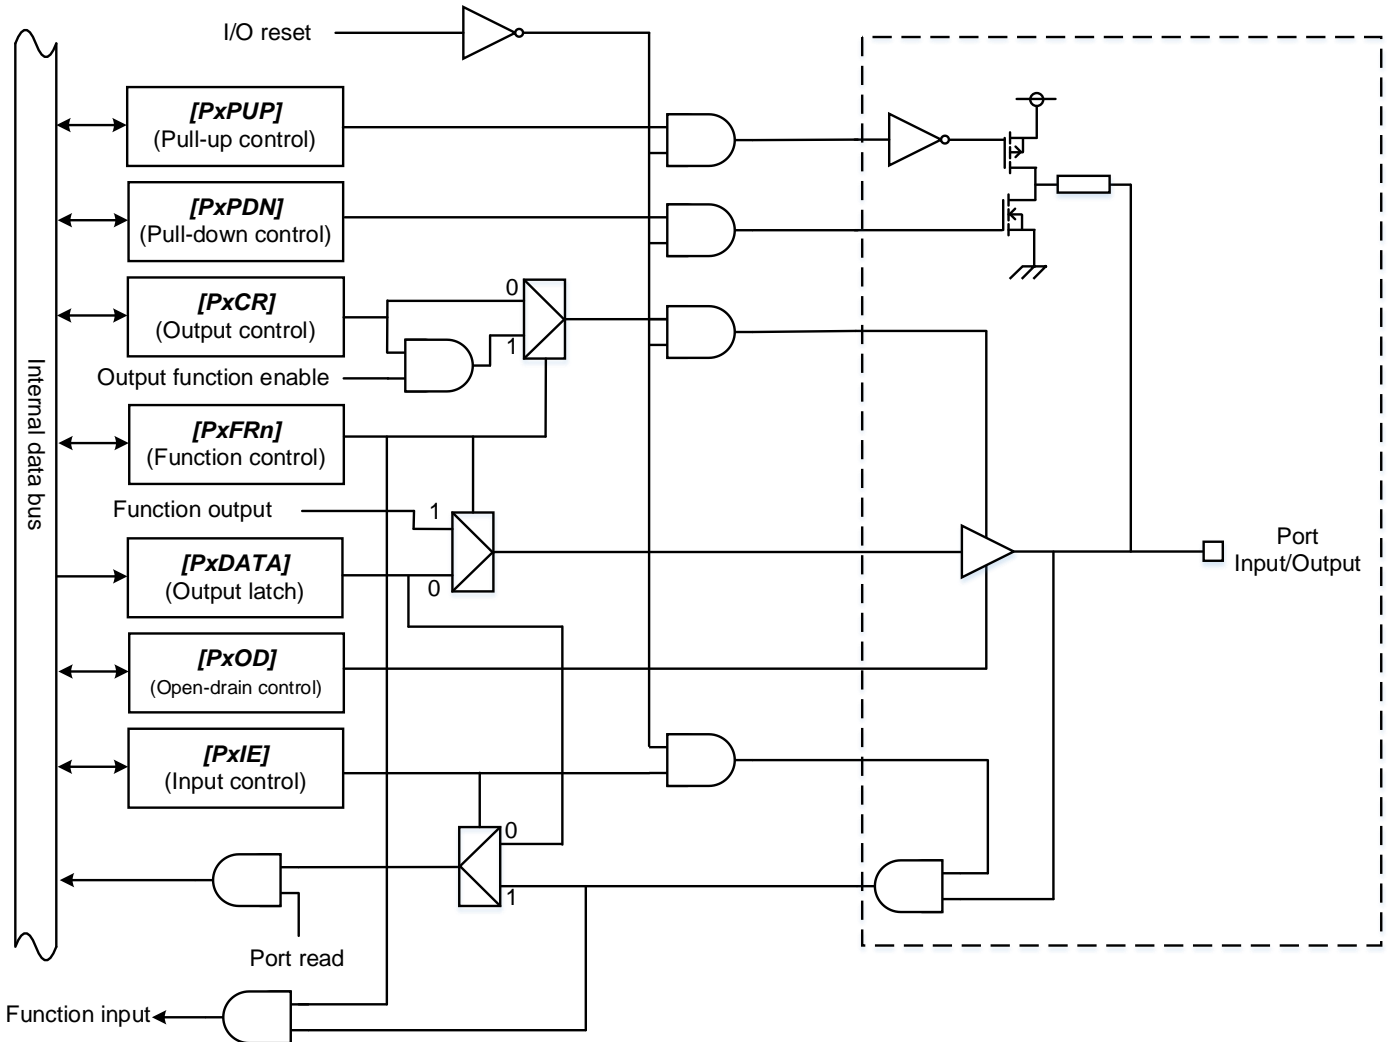 I/O reset
[PxPUP]
(Pull-up control)
[PxPDN]
(Pull-down control)
[PxCR]
(Output control)
0
1
Output function enable
Internal data bus
[PxFRn]
(Function control)
Function output
1
[PxDATA]
(Output latch)
0
Port
Input/Output
[PxOD]
(Open-drain control)
[PxIE]
(Input control)
0
1
Port read
Function input